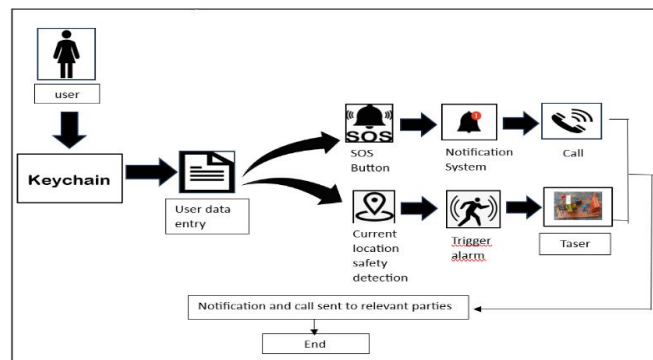 user
Keychain
User data
entry
SOS
SOS
Button
1
Notification
System
Call
Current
location
safety
detection
Trigger
alarm
Taser
Notification and call sent to relevant parties
End